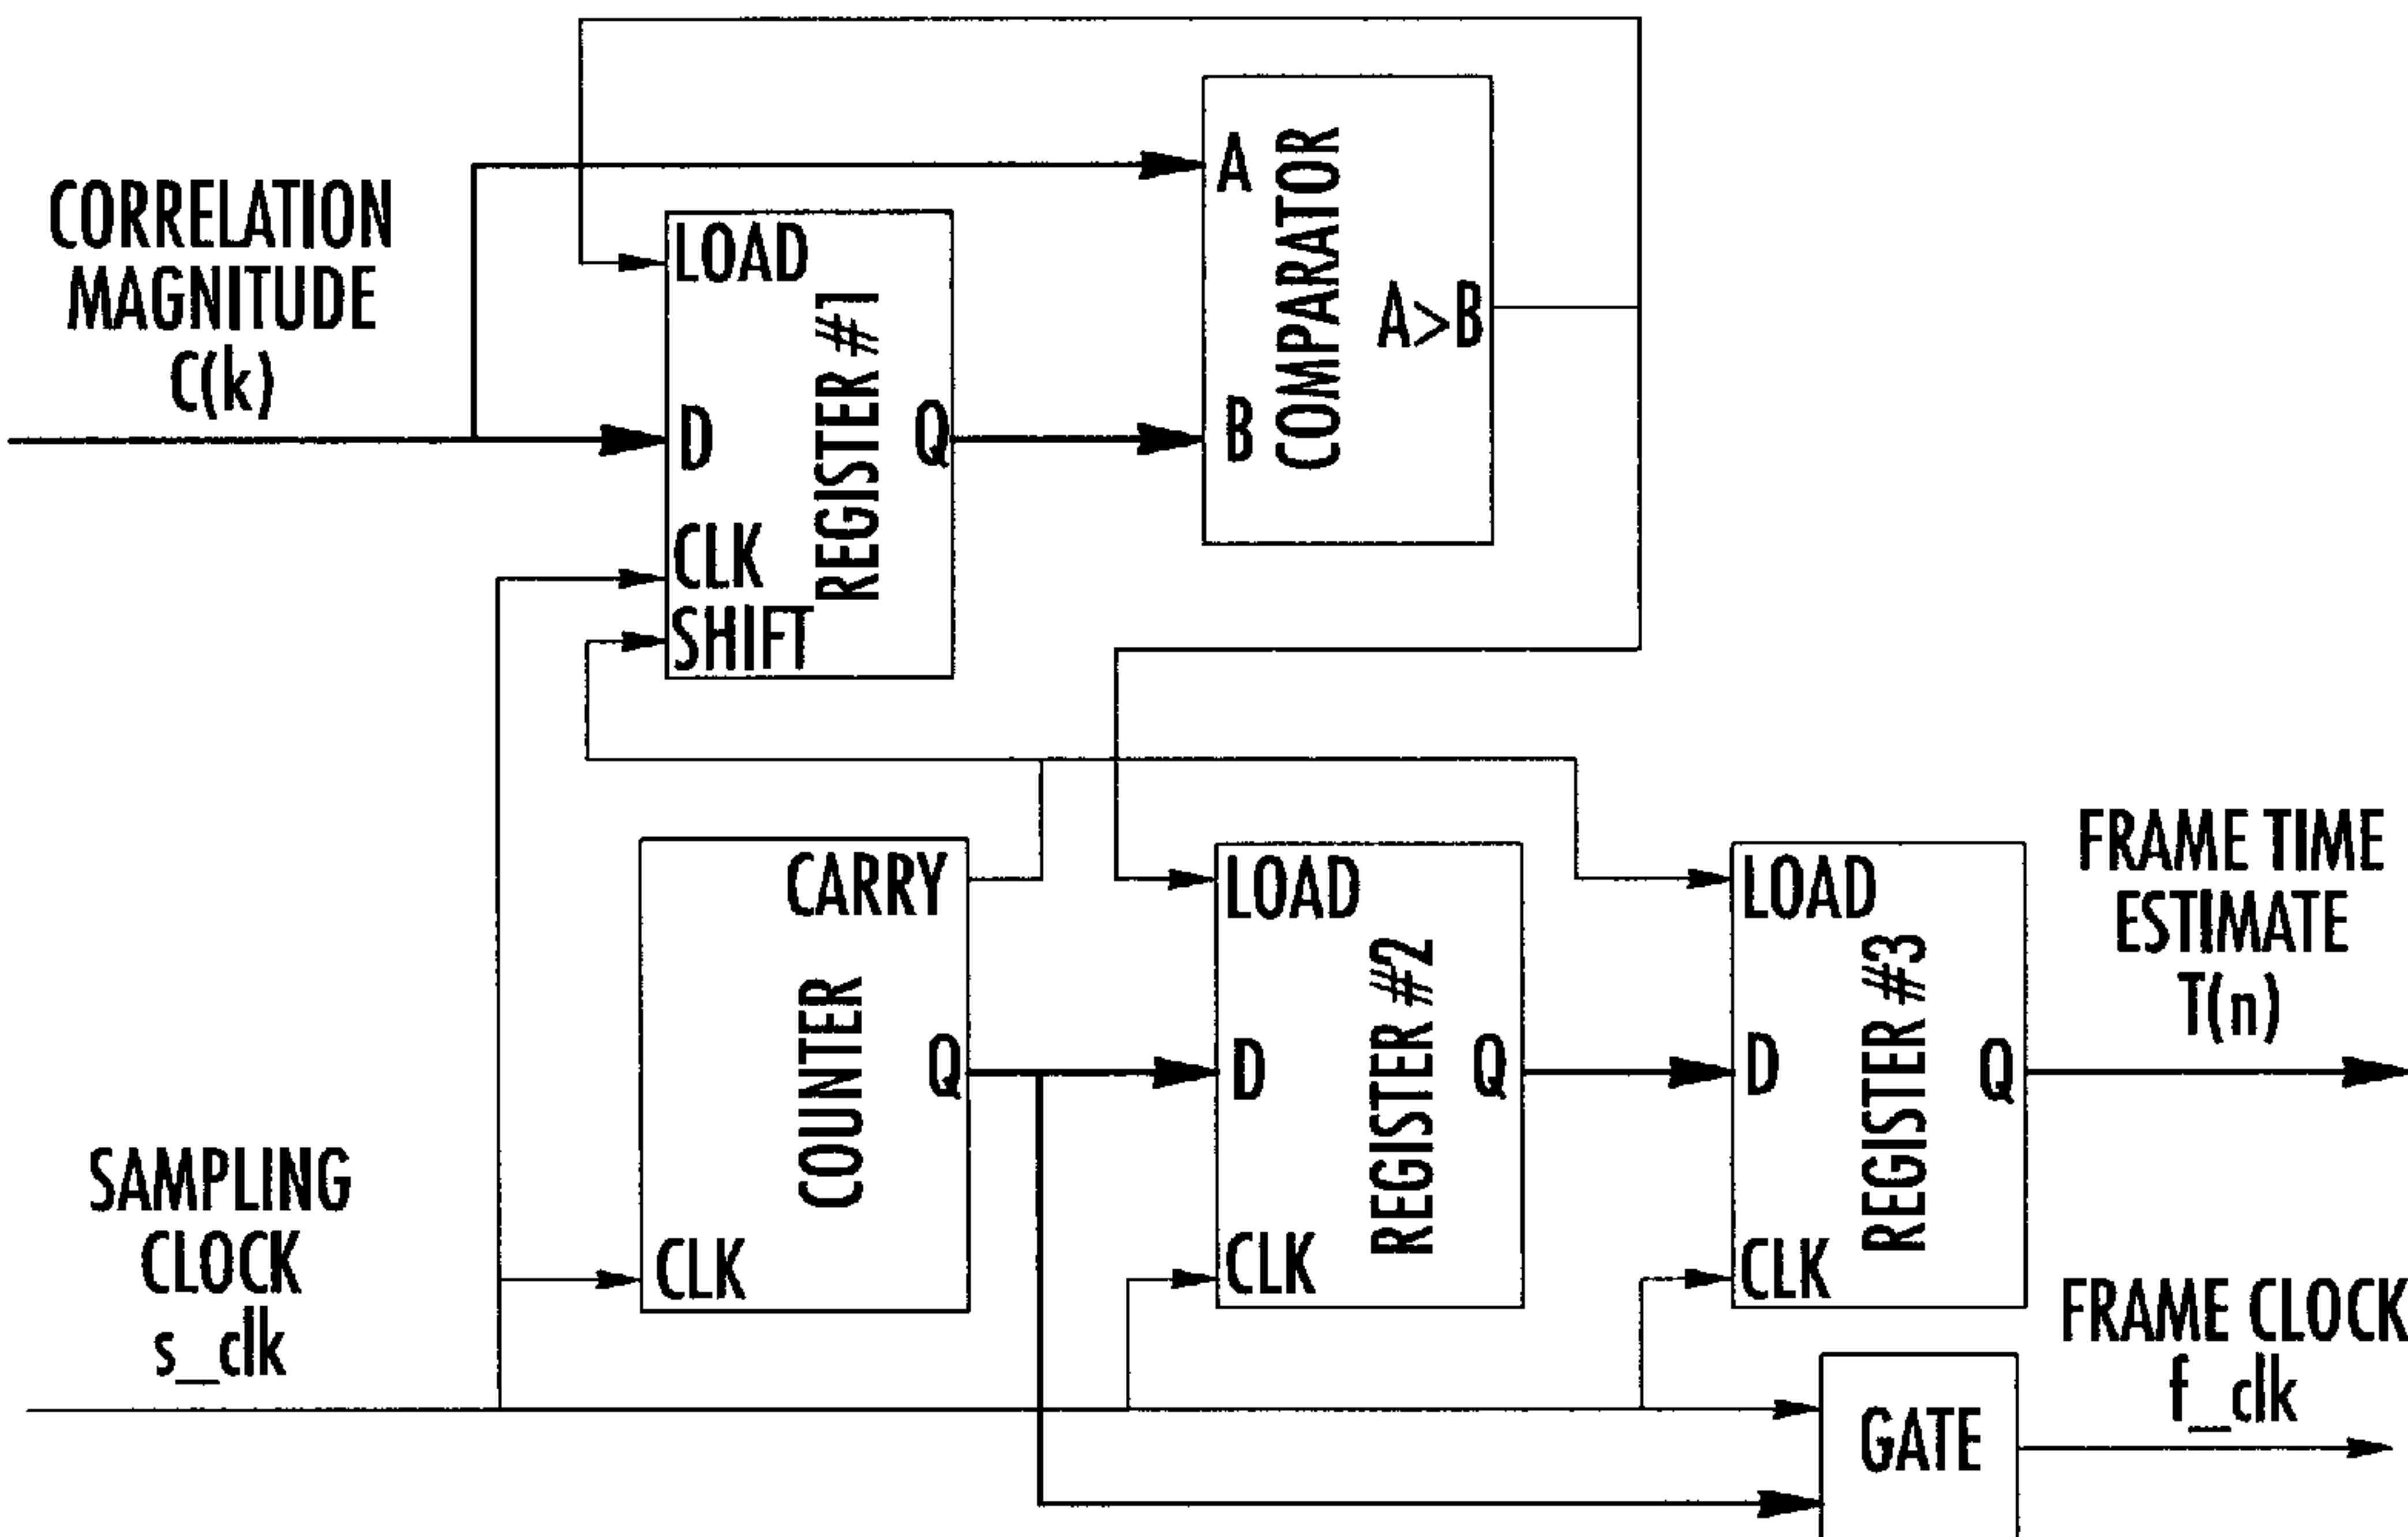 CORRELATION
MAGNITUDE
C(k)
LOAD
D
CLK
SHIFT
REGISTER #1
Q
A
B
COMPARATOR
A>B
CARRY
COUNTER
Q
CLK
LOAD
D
CLK
REGISTER #2
Q
LOAD
D
CLK
REGISTER #3
Q
FRAME TIME
ESTIMATE
T(n)
SAMPLING
CLOCK
s_clk
GATE
FRAME CLOCK
f_clk